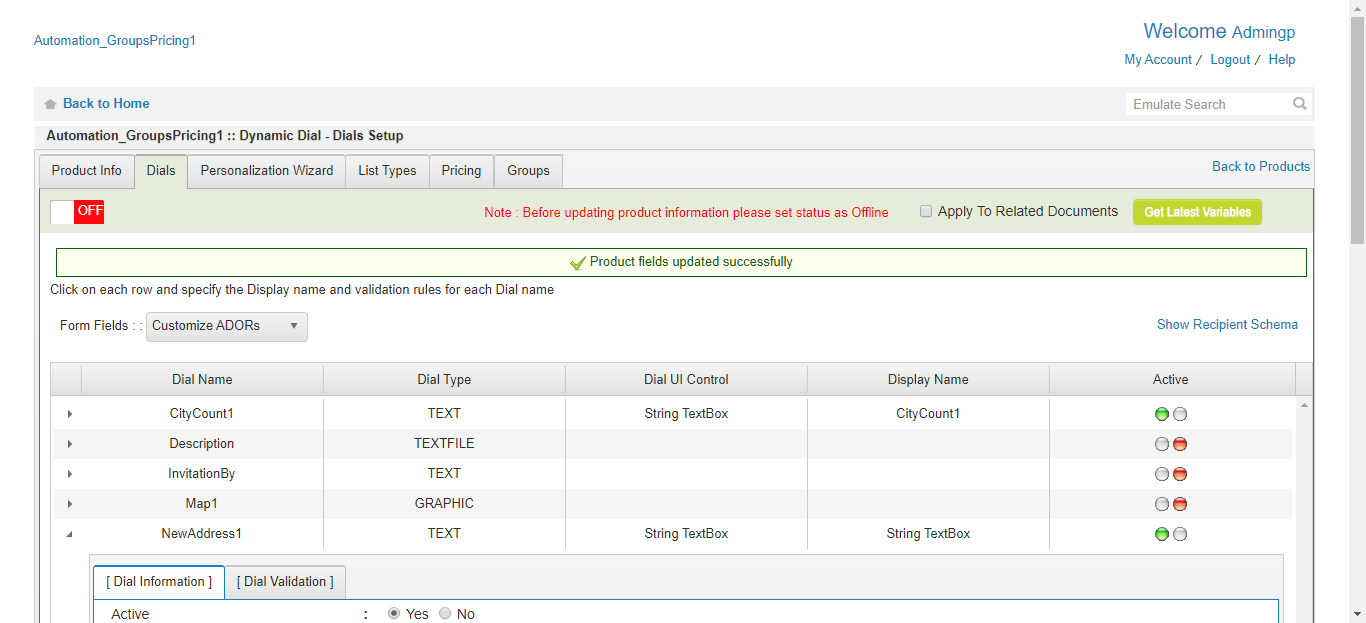 Welcome Admingp
Automation_GroupsPricing1
My Account / Logout / Help
Back to Home
Emulate Search
Automation_GroupsPricing1 :: Dynamic Dial - Dials Setup
Product Info Dials Personalization Wizard List Types Pricing Groups Back to Products
OFF Note : Before updating product information please set status as Offline Apply To Related Documents Get Latest Variables
Product fields updated successfully
Click on each row and specify the Display name and validation rules for each Dial name
Form Fields : : Customize ADORs Show Recipient Schema
Dial Name Dial Type Dial UI Control Display Name Active
CityCount1 TEXT String TextBox CityCount1
Description TEXTFILE
InvitationBy TEXT
Map1 GRAPHIC
NewAddress1 TEXT String TextBox String TextBox
[ Dial Information ] [ Dial Validation ]
Active : Yes No